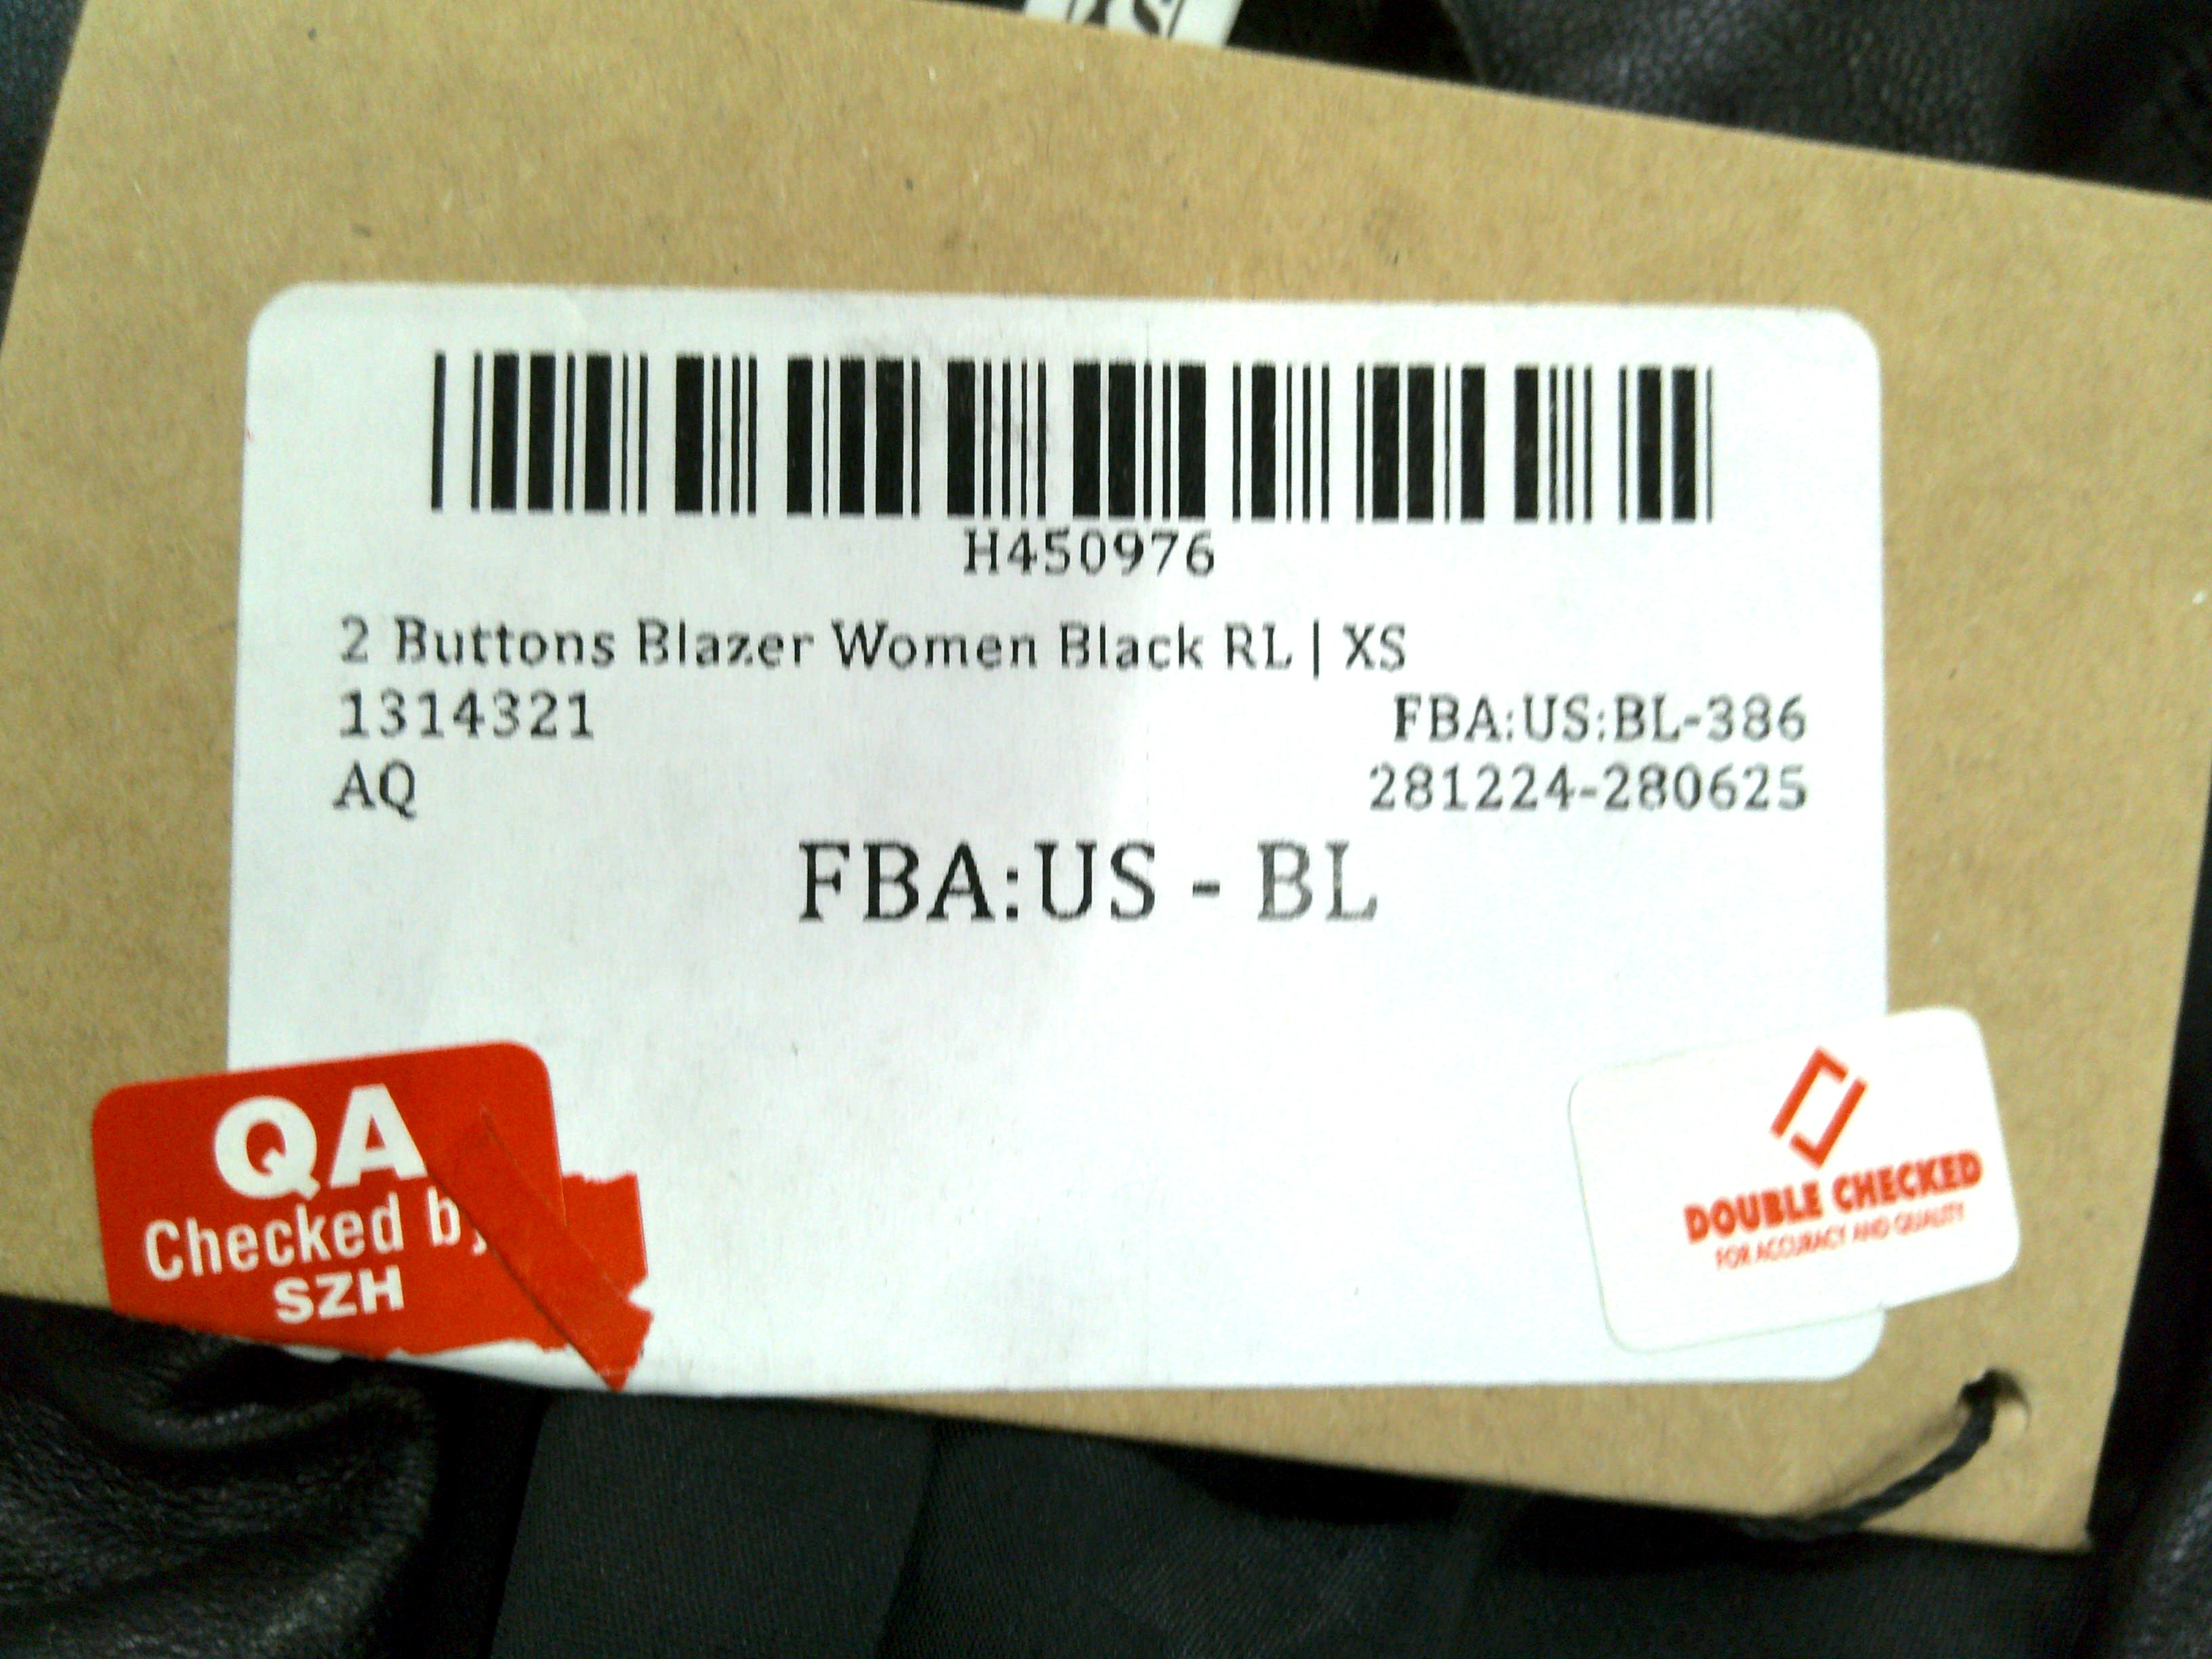 XS
H450976
2 Buttons Blazer Women Black RL | XS
1314321
FBA:US:BL-386
AQ
281224-280625
FBA:US - BL
QA
Checked by
SZH
DOUBLE CHECKED
FOR ACCURACY AND QUALITY